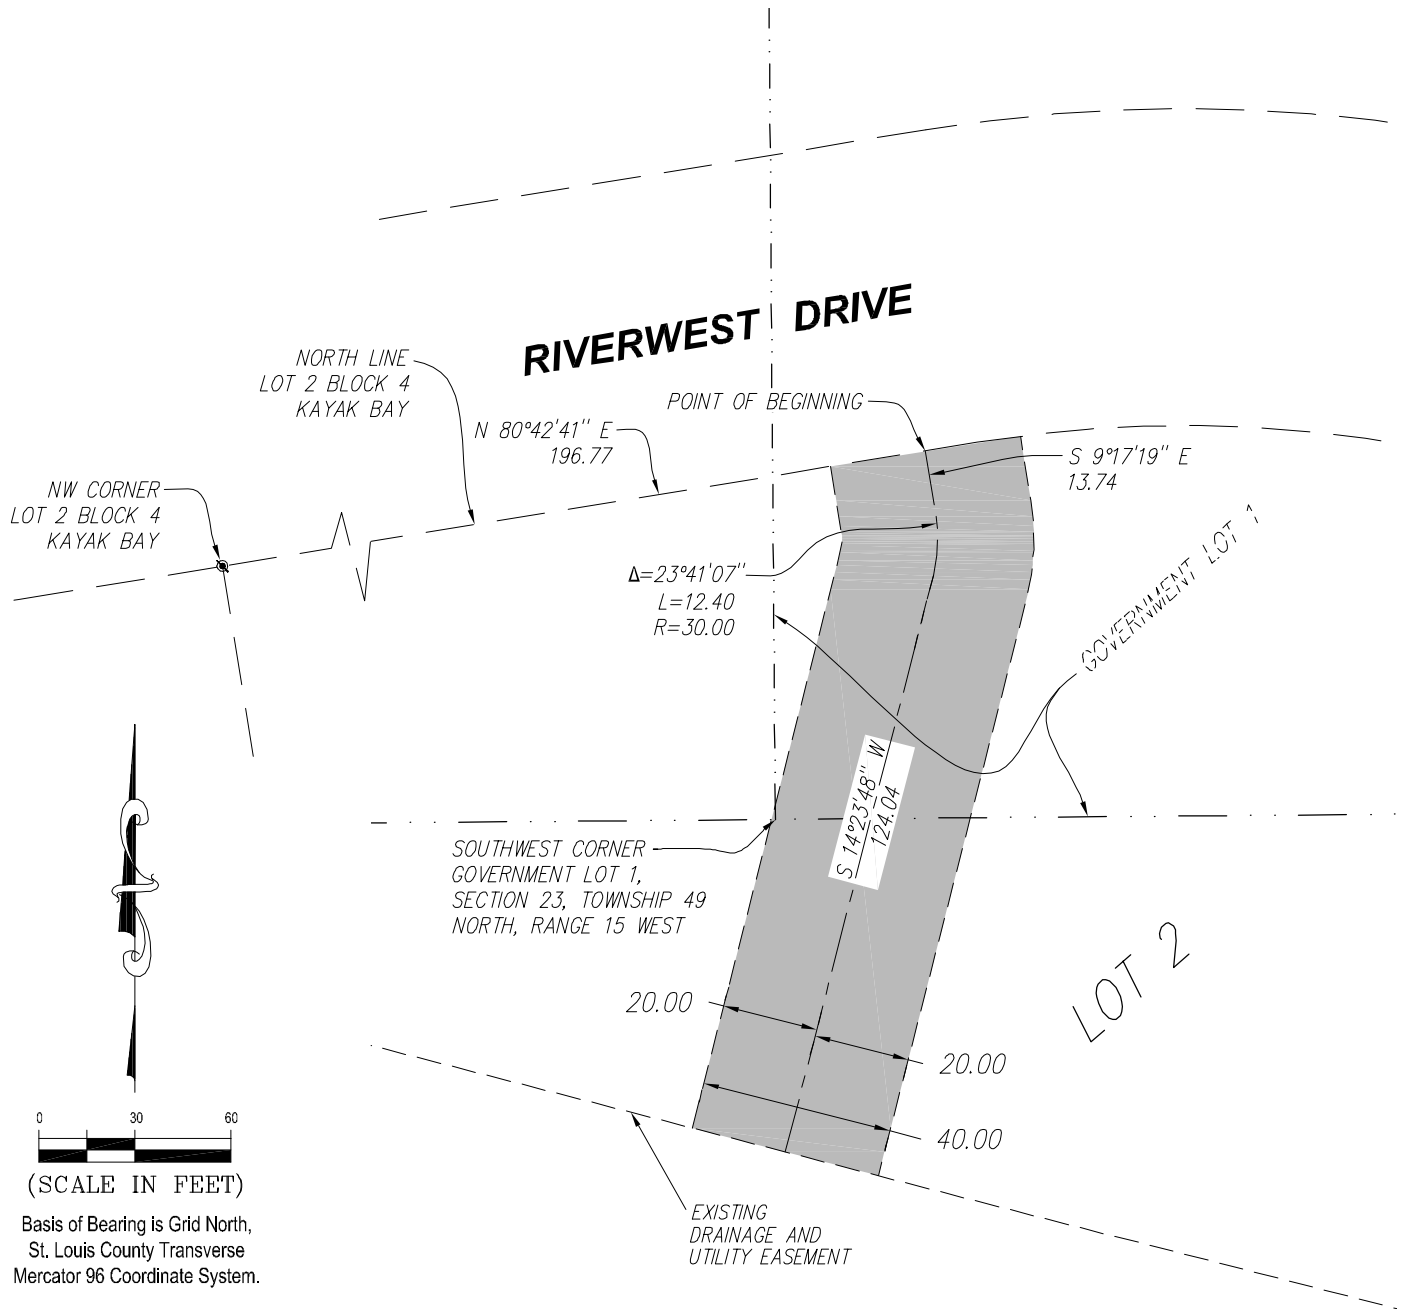 RIVERWEST DRIVE
NORTH LINE
LOT 2 BLOCK 4
KAYAK BAY
POINT OF BEGINNING
N 80°42'41" E
196.77
S 9°17'19" E
13.74
NW CORNER
LOT 2 BLOCK 4
KAYAK BAY
GOVERNMENT LOT 1
Δ=23°41'07"
L=12.40
R=30.00
S 14°23'48" W
124.04
SOUTHWEST CORNER
GOVERNMENT LOT 1,
SECTION 23, TOWNSHIP 49
NORTH, RANGE 15 WEST
LOT 2
20.00
20.00
40.00
0 30 60
(SCALE IN FEET)
Basis of Bearing is Grid North,
St. Louis County Transverse
Mercator 96 Coordinate System.
EXISTING
DRAINAGE AND
UTILITY EASEMENT